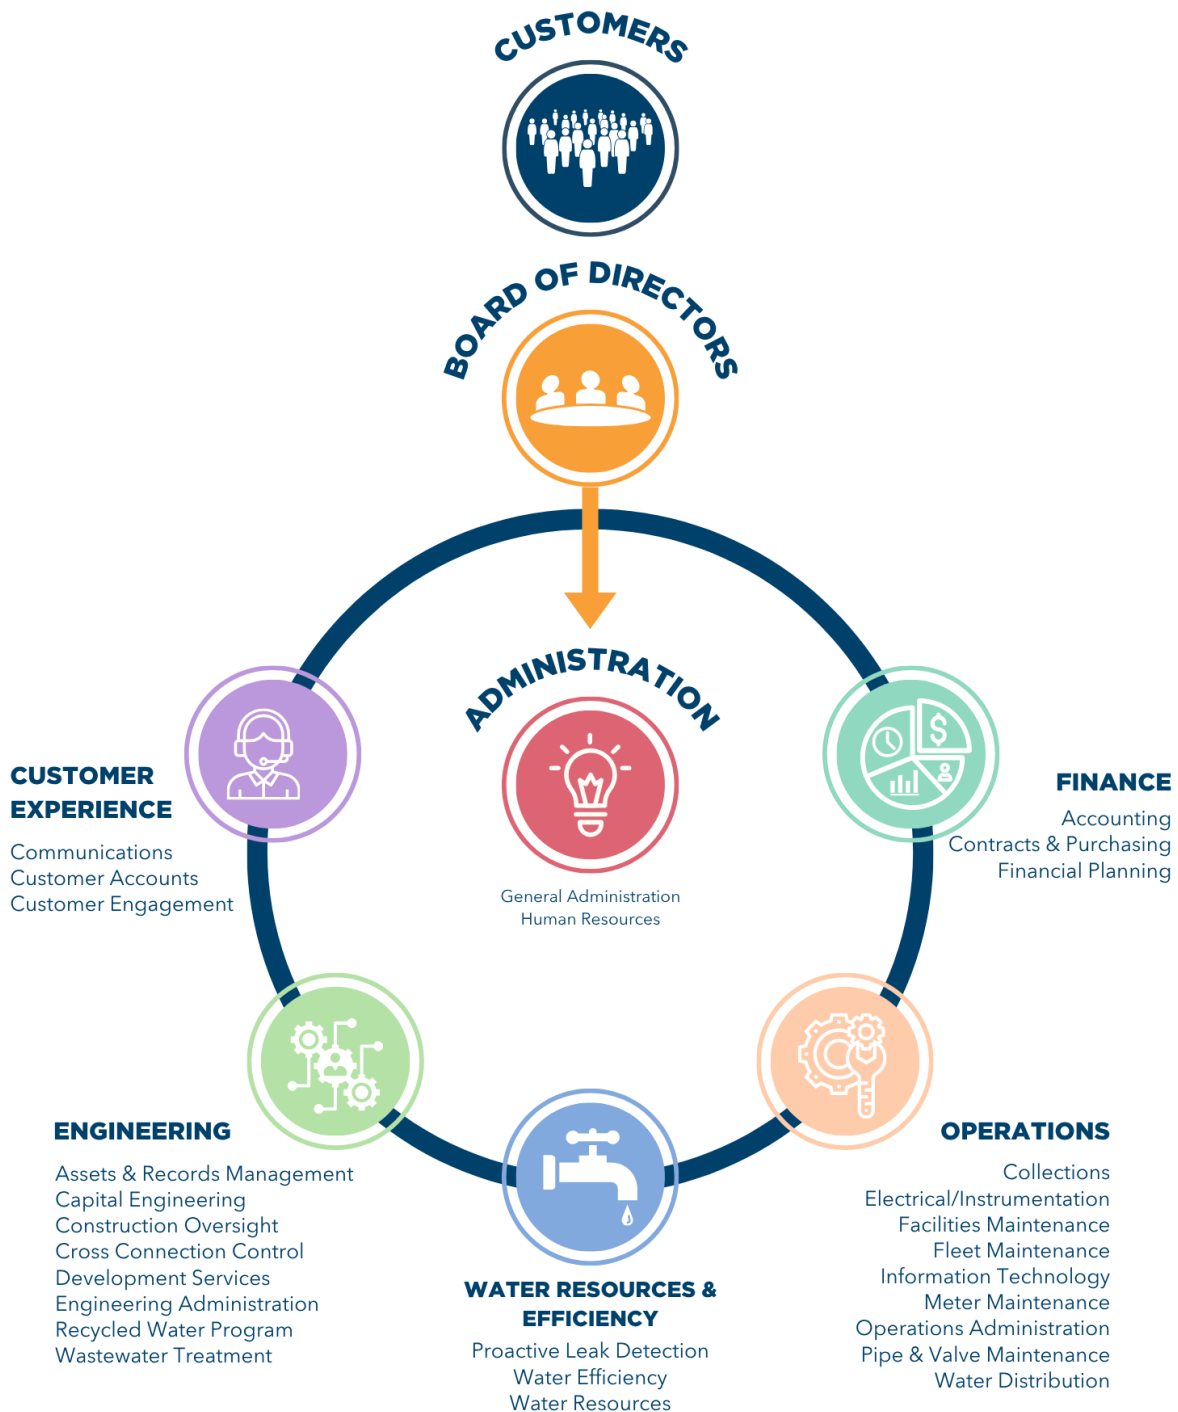 CUSTOMERS
BOARD OF DIRECTORS
ADMINISTRATION
General Administration
Human Resources
CUSTOMER
EXPERIENCE
Communications
Customer Accounts
Customer Engagement
FINANCE
Accounting
Contracts & Purchasing
Financial Planning
ENGINEERING
Assets & Records Management
Capital Engineering
Construction Oversight
Cross Connection Control
Development Services
Engineering Administration
Recycled Water Program
Wastewater Treatment
WATER RESOURCES &
EFFICIENCY
Proactive Leak Detection
Water Efficiency
Water Resources
OPERATIONS
Collections
Electrical/Instrumentation
Facilities Maintenance
Fleet Maintenance
Information Technology
Meter Maintenance
Operations Administration
Pipe & Valve Maintenance
Water Distribution